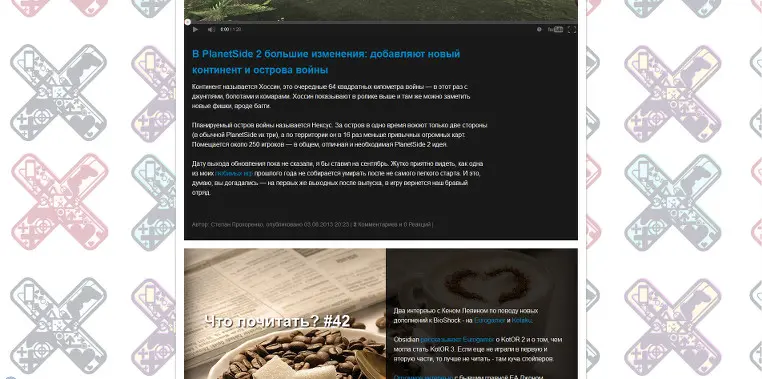 0:00 / 1:20
You Tube
В PlanetSide 2 большие изменения: добавляют новый
континент и острова войны
Континент называется Хоссин, это очередные 64 квадратных километра войны — в этот раз с
джунглями, болотами и комарами. Хоссин показывают в ролике выше и там же можно заметить
новые фишки, вроде багги.
Планируемый остров войны называется Нексус. За остров в одно время воюют только две стороны
(в обычной PlanetSide их три), а по территории он в 16 раз меньше привычных огромных карт.
Помещается около 250 игроков — в общем, отличная и необходимая PlanetSide 2 идея.
Дату выхода обновления пока не сказали, я бы ставил на сентябрь. Жутко приятно видеть, как одна
из моих любимых игр прошлого года не собирается умирать после не самого легкого старта. И это,
думаю, вы догадались — на первых же выходных после выпуска, в игру вернется наш бравый
отряд.
Автор: Степан Прохоренко, опубликовано 03.06.2013 20:25 | 2 Комментариев и 0 Реакций |
Что почитать? #42
Два интервью с Кеном Левином по поводу новых
дополнений к BioShock - на Eurogamer и Kotaku.
Obsidian рассказывают Eurogamer о KotOR 2 и о том, чем
могла стать KotOR 3. Если еще не играли в первую и
вторую части, то лучше не читать - там куча спойлеров.